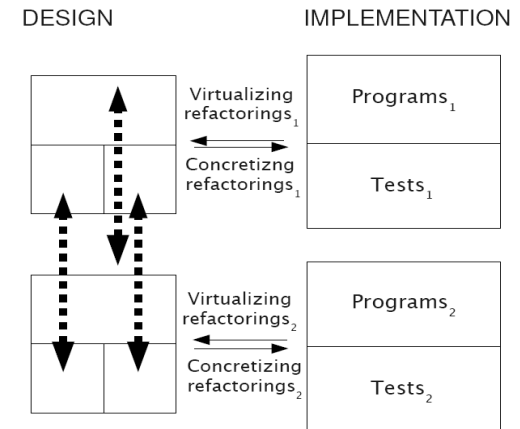 DESIGN
IMPLEMENTATION
Virtualizing
refactorings₁
Concretizng
refactorings₁
Programs₁
Tests₁
Virtualizing
refactorings₂
Concretizing
refactorings₂
Programs₂
Tests₂